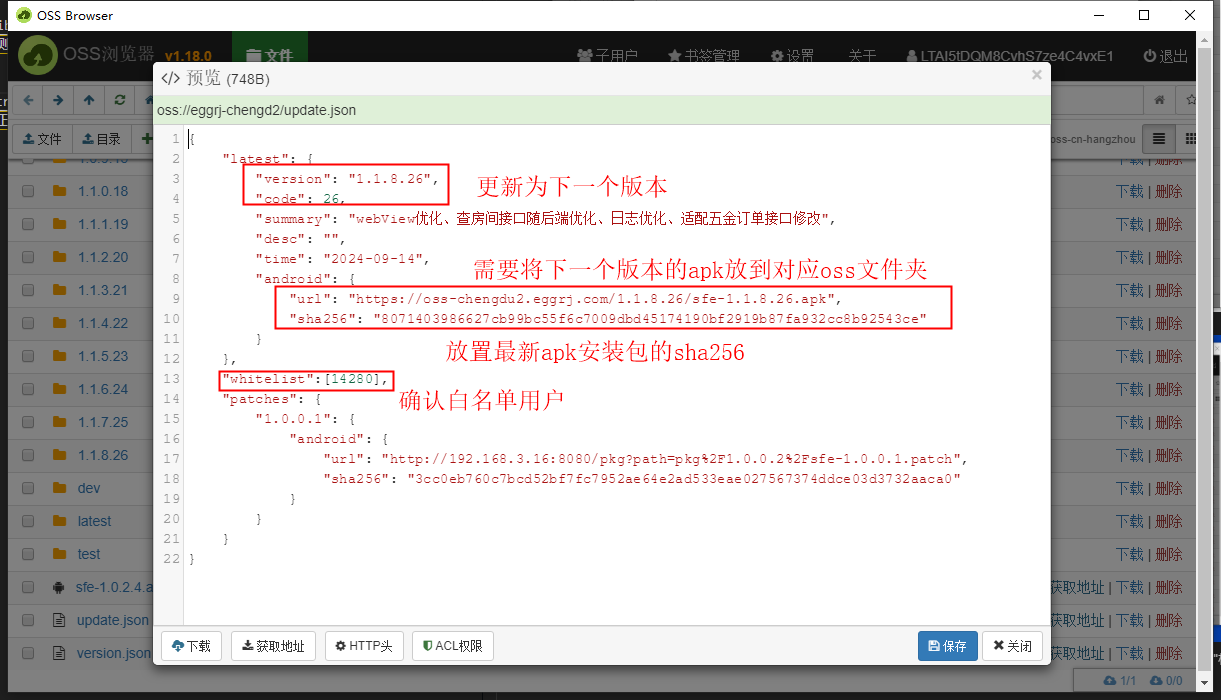 OSS Browser
OSS浏览器 v1.18.0 文件 子用户 书签管理 设置 关于 LTAI5tDQM8CvhS7ze4C4vxE1 退出
</> 预览 (748B) ×
oss://eggrj-chengd2/update.json
文件 目录 oss-cn-hangzhou
1 {
2 "latest": {
3 "version": "1.1.8.26",
更新为下一个版本
4 "code": 26,
5 "summary": "webView优化、查房间接口随后端优化、日志优化、适配五金订单接口修改",
6 "desc": "",
7 "time": "2024-09-14",
需要将下一个版本的apk放到对应oss文件夹
8 "android": {
9 "url": "https://oss-chengdu2.eggrj.com/1.1.8.26/sfe-1.1.8.26.apk",
10 "sha256": "8071403986627cb99bc55f6c7009dbd45174190bf2919b87fa932cc8b92543ce"
11 }
放置最新apk安装包的sha256
12 },
13 "whitelist":[14280],
确认白名单用户
14 "patches": {
15 "1.0.0.1": {
16 "android": {
17 "url": "http://192.168.3.16:8080/pkg?path=pkg%2F1.0.0.2%2Fsfe-1.0.0.1.patch",
18 "sha256": "3cc0eb760c7bcd52bf7fc7952ae64e2ad533eae027567374ddce03d3732aaca0"
19 }
20 }
21 }
22 }
1.1.0.18 下载 | 删除
1.1.1.19 下载 | 删除
1.1.2.20 下载 | 删除
1.1.3.21 下载 | 删除
1.1.4.22 下载 | 删除
1.1.5.23 下载 | 删除
1.1.6.24 下载 | 删除
1.1.7.25 下载 | 删除
1.1.8.26 下载 | 删除
dev 下载 | 删除
latest 下载 | 删除
test 下载 | 删除
sfe-1.0.2.4.a 获取地址 | 下载 | 删除
update.json 获取地址 | 下载 | 删除
version.json 获取地址 | 下载 | 删除
下载 获取地址 HTTP头 ACL权限 保存 关闭
1/1 0/0